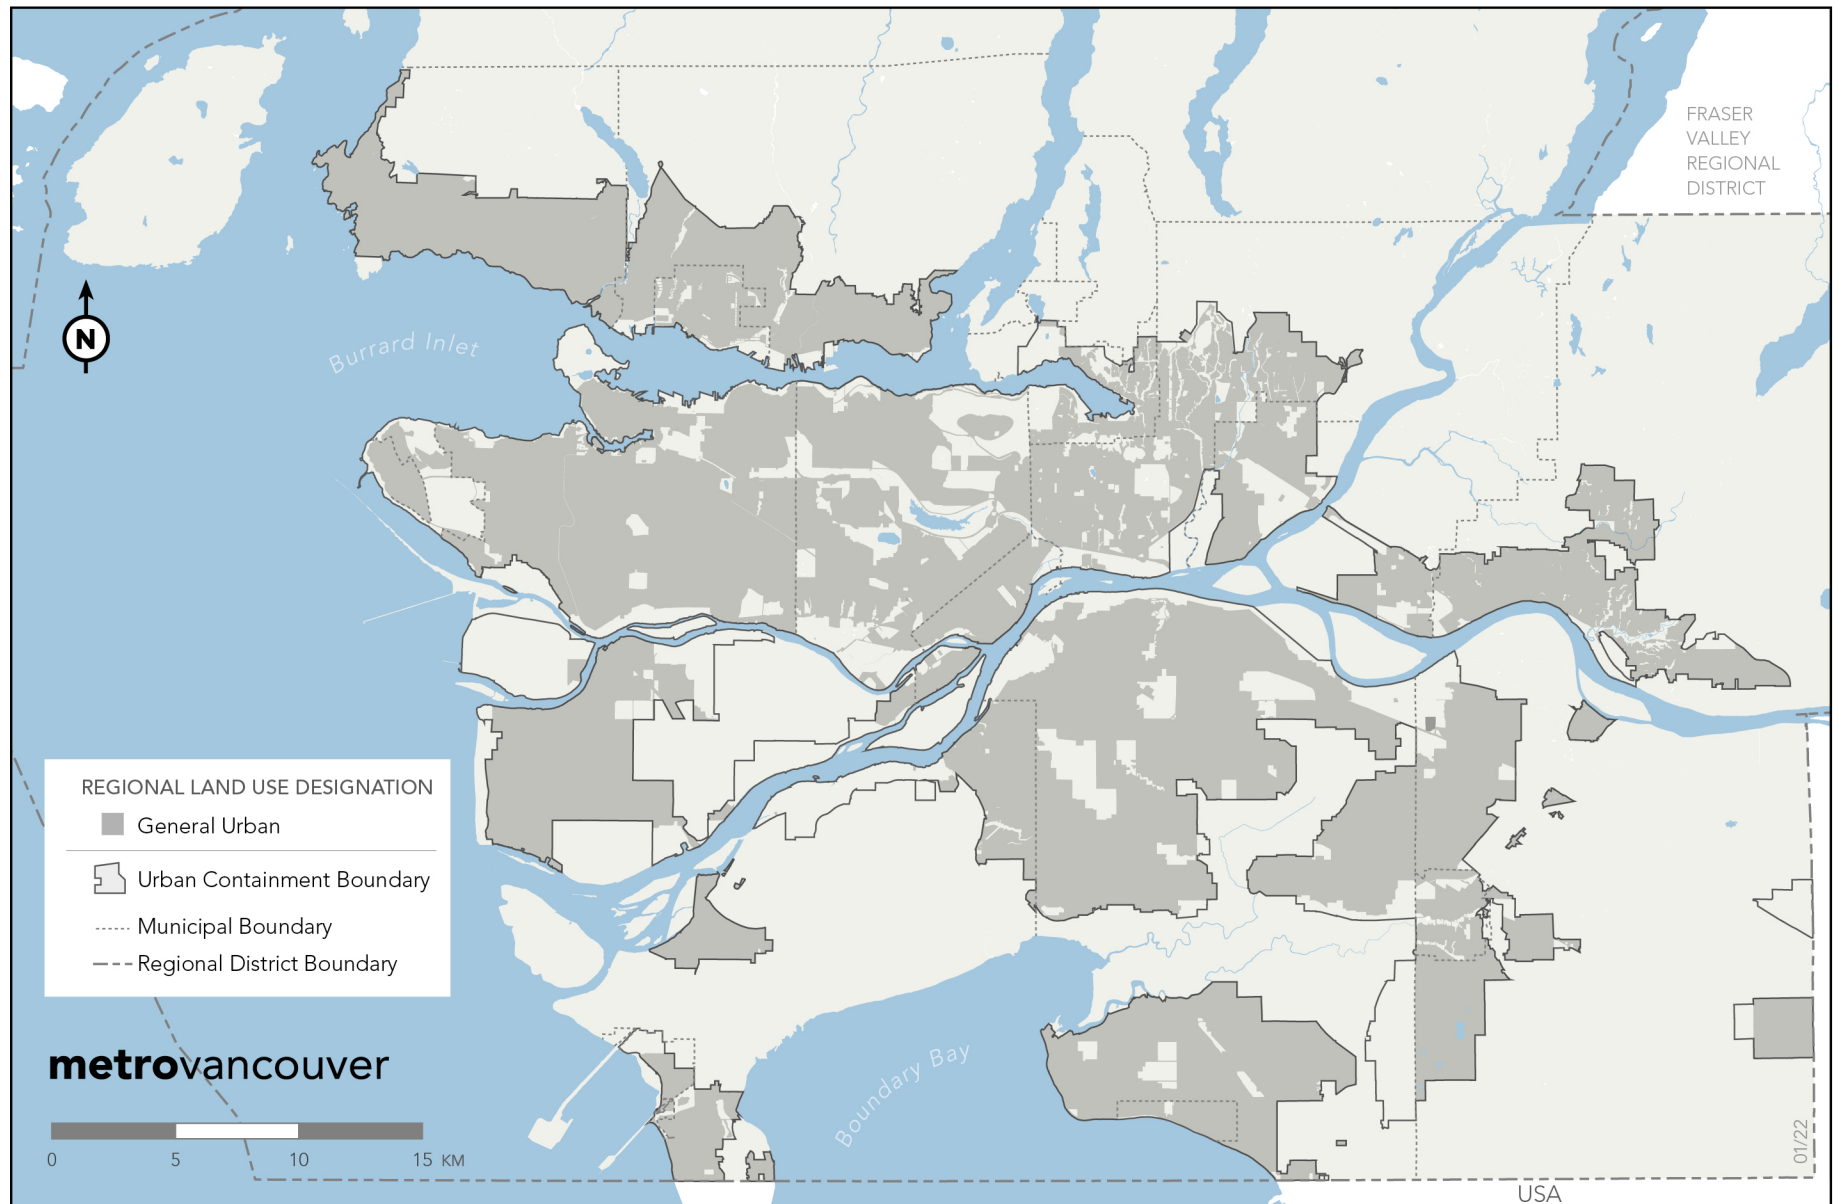 FRASER
VALLEY
REGIONAL
DISTRICT
N
Burrard Inlet
REGIONAL LAND USE DESIGNATION
General Urban
Urban Containment Boundary
Municipal Boundary
Regional District Boundary
metrovancouver
Boundary Bay
0 5 10 15 KM
01/22
USA